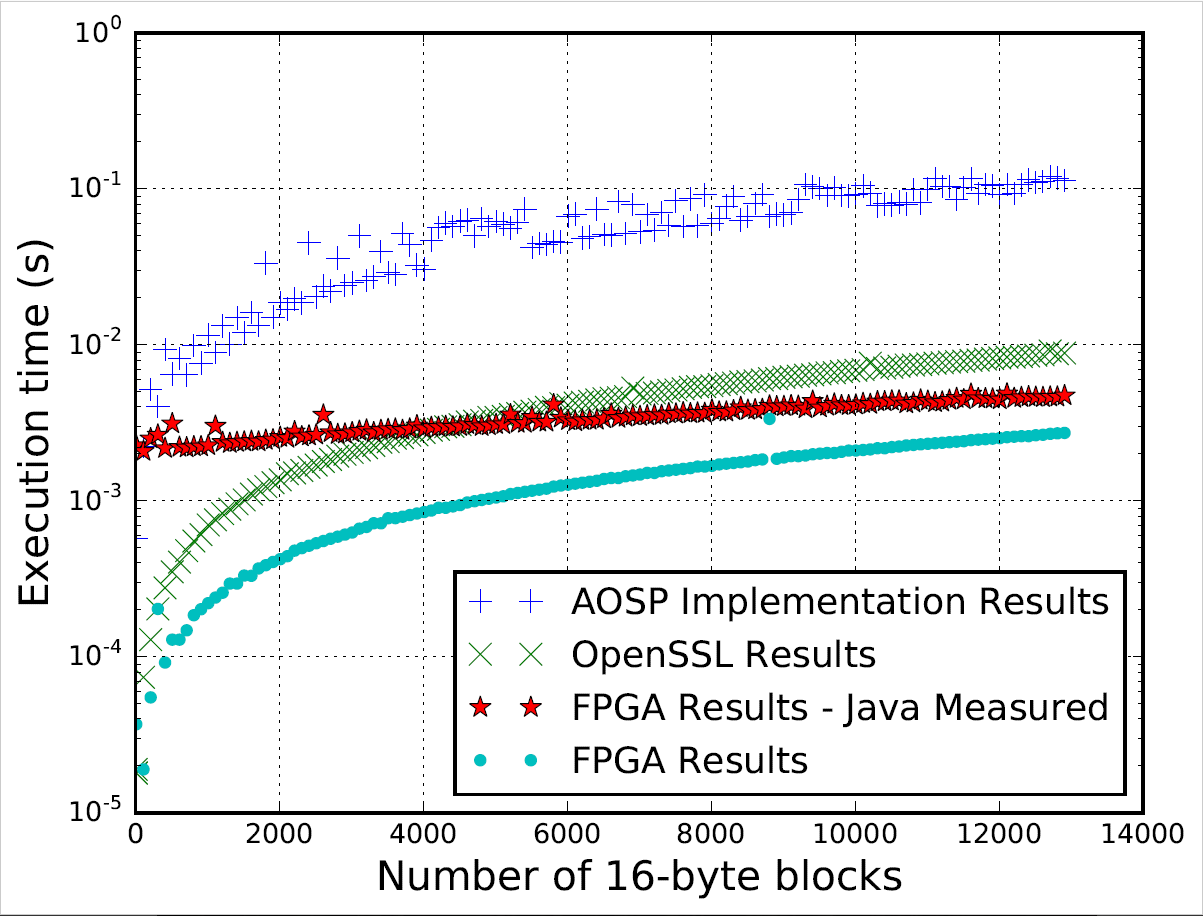 10^0
10^-1
10^-2
10^-3
10^-4
10^-5
Execution time (s)
0 2000 4000 6000 8000 10000 12000 14000
Number of 16-byte blocks
AOSP Implementation Results
OpenSSL Results
FPGA Results - Java Measured
FPGA Results